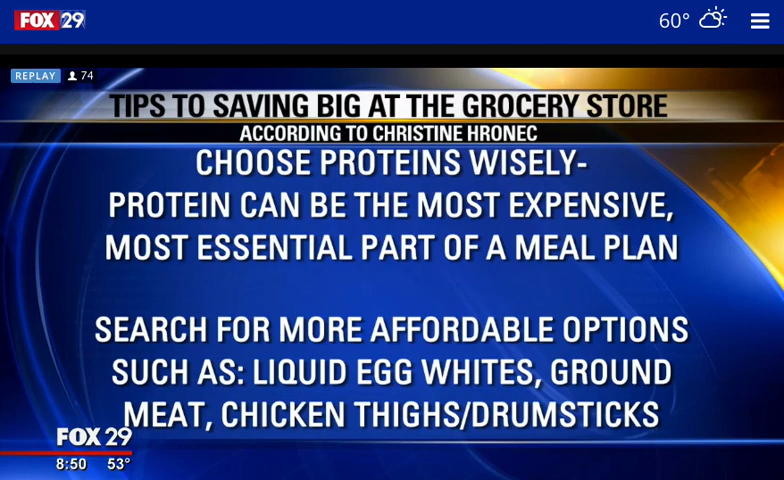 FOX 29
60°
REPLAY 74
TIPS TO SAVING BIG AT THE GROCERY STORE
ACCORDING TO CHRISTINE HRONEC
CHOOSE PROTEINS WISELY-
PROTEIN CAN BE THE MOST EXPENSIVE,
MOST ESSENTIAL PART OF A MEAL PLAN
SEARCH FOR MORE AFFORDABLE OPTIONS
SUCH AS: LIQUID EGG WHITES, GROUND
MEAT, CHICKEN THIGHS/DRUMSTICKS
FOX 29
8:50 53°